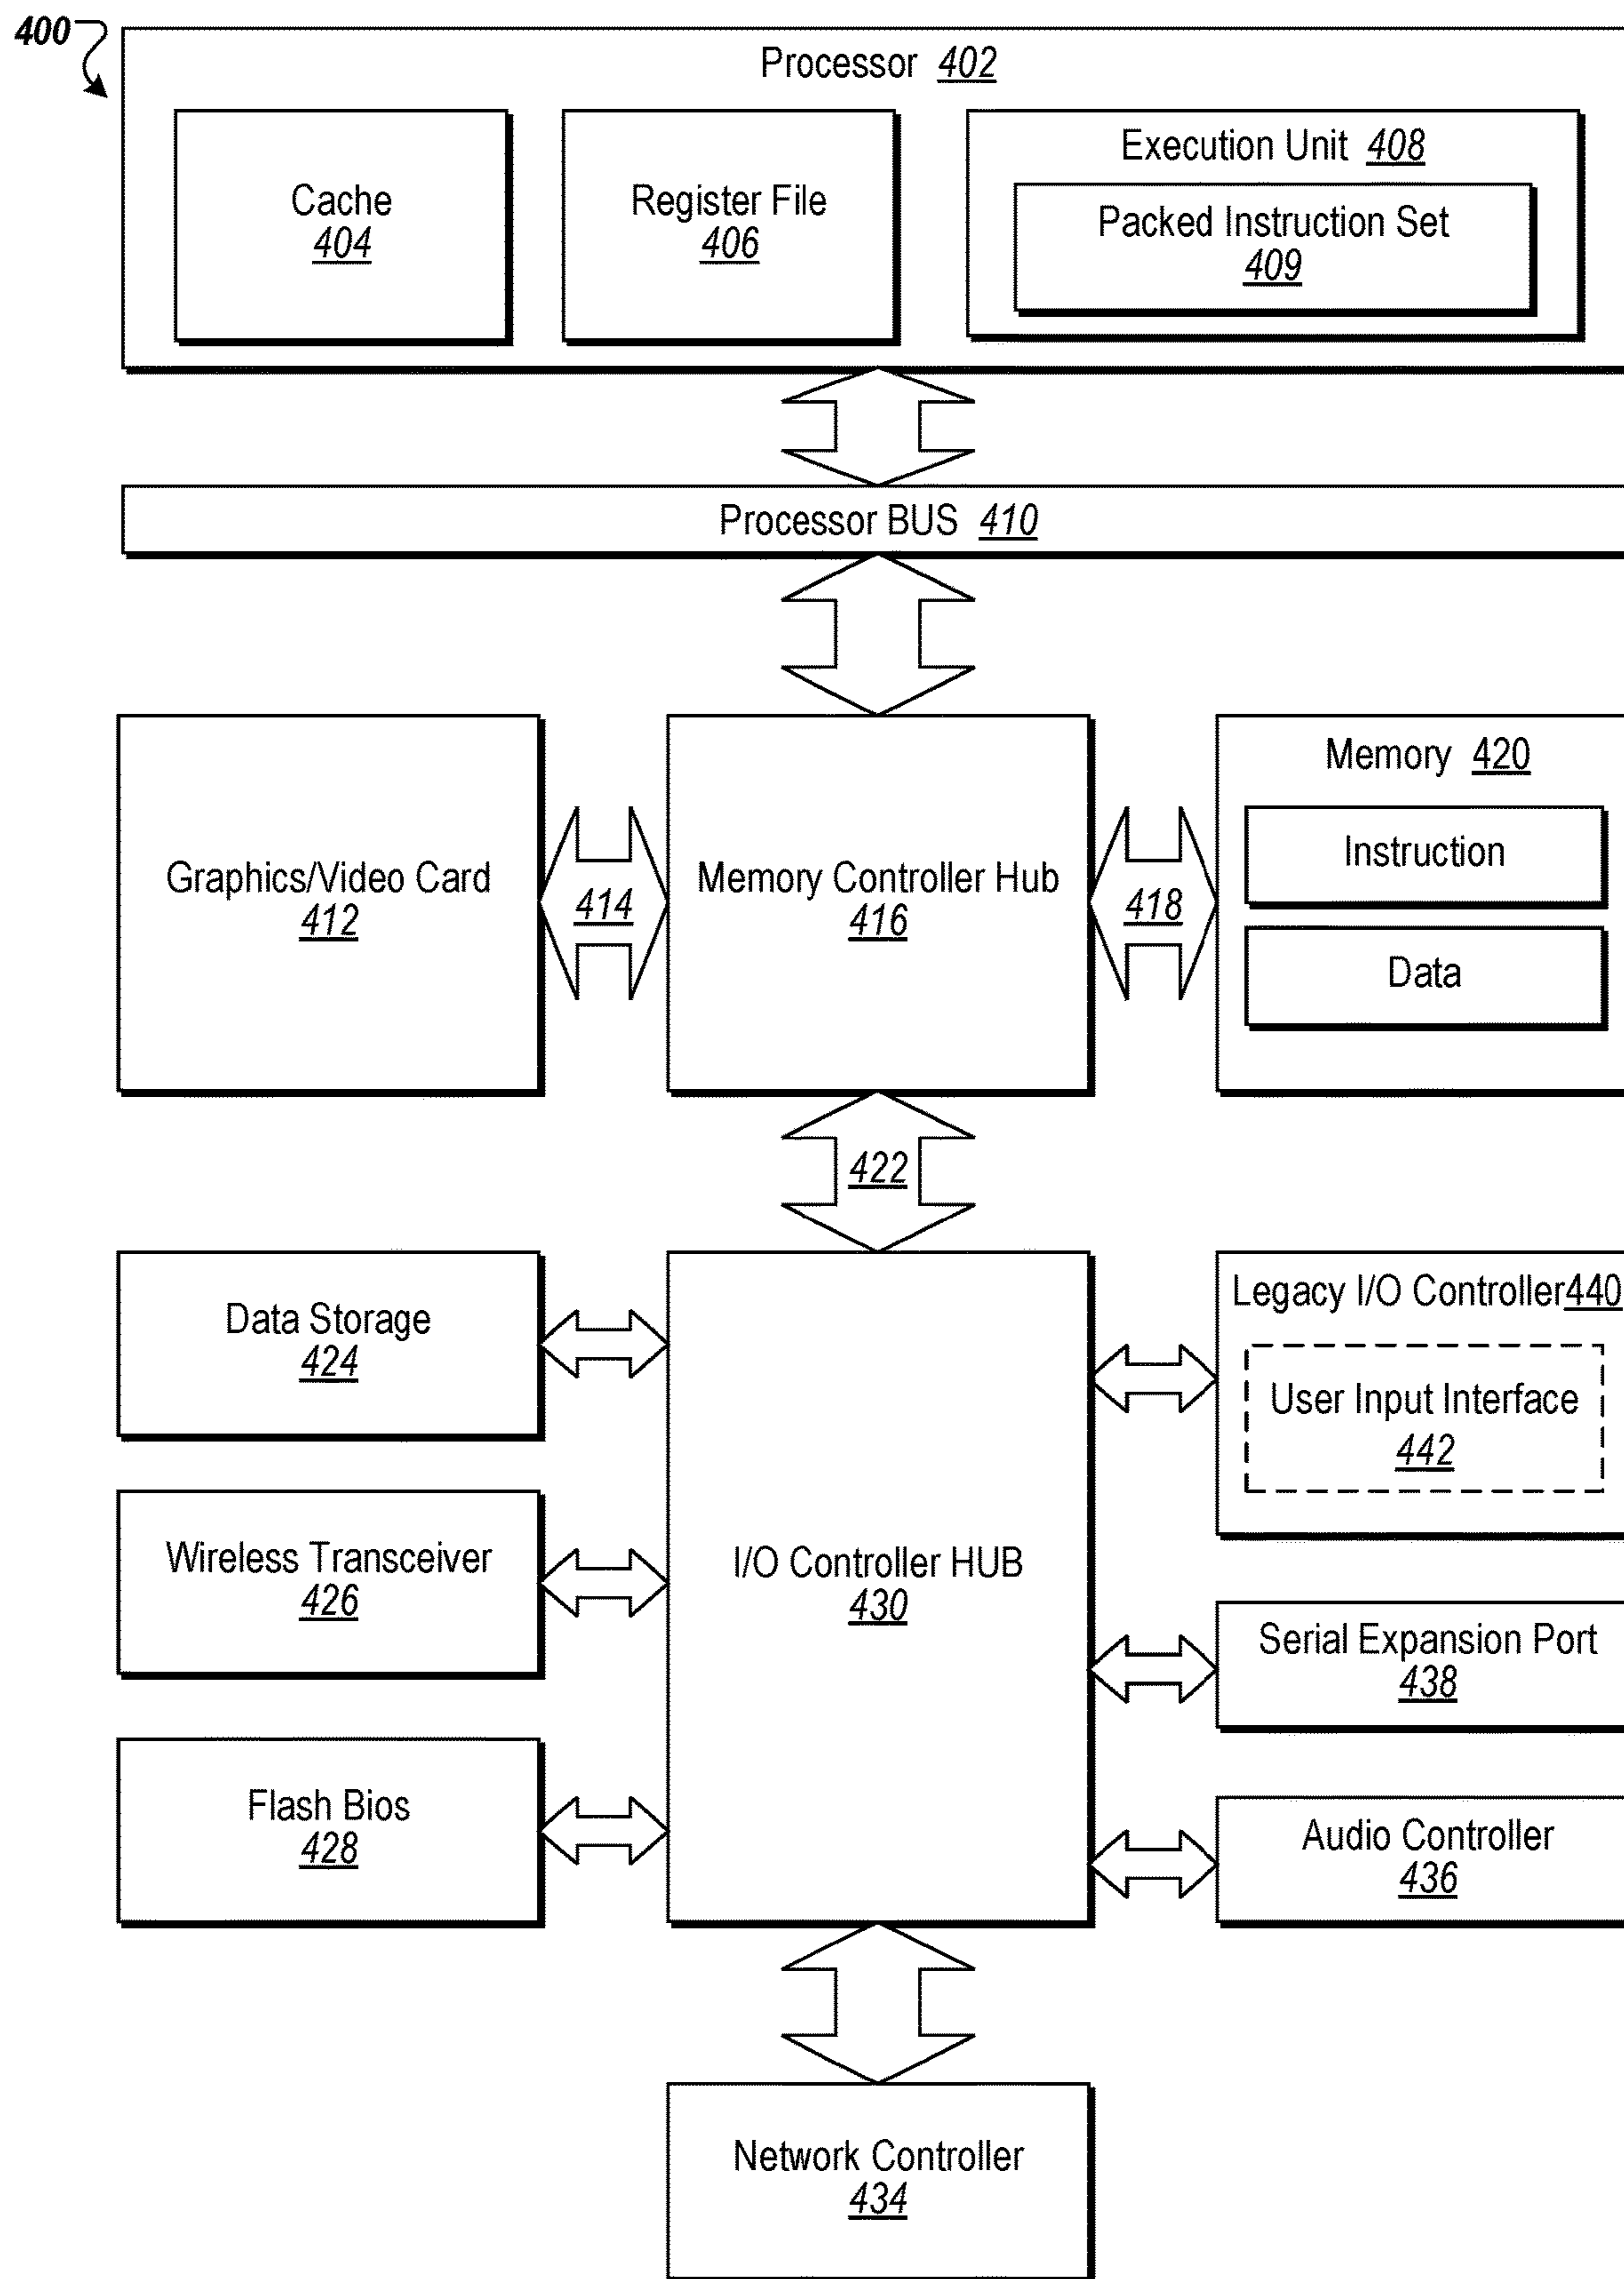 400
Processor 402
Cache
404
Register File
406
Execution Unit 408
Packed Instruction Set
409
Processor BUS 410
Graphics/Video Card
412
414
Memory Controller Hub
416
418
Memory 420
Instruction
Data
422
Data Storage
424
Wireless Transceiver
426
Flash Bios
428
I/O Controller HUB
430
Legacy I/O Controller440
User Input Interface
442
Serial Expansion Port
438
Audio Controller
436
Network Controller
434